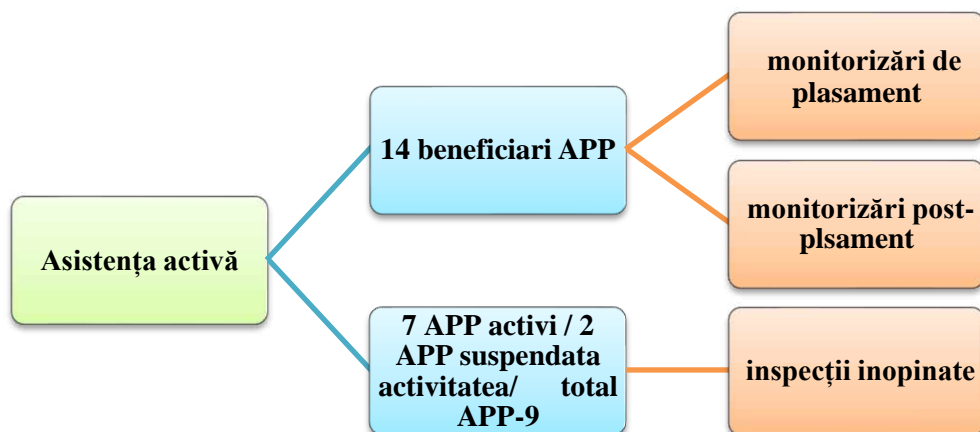 Asistența activă
14 beneficiari APP
monitorizări de
plasament
monitorizări post-
plsament
7 APP activi / 2
APP suspendata
activitatea/ total
APP-9
inspecții inopinate